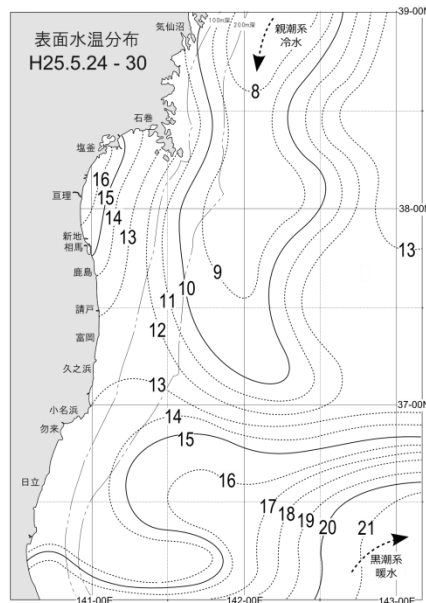 表面水温分布
H25.5.24 - 30
気仙沼
100m深
200m深
親潮系
冷水
39-00N
8
石巻
塩釜
16
亘理
15
14
13
38-00N
新地
相馬
13
鹿島
9
10
11
請戸
12
富岡
久之浜
13
37-00N
小名浜
14
勿来
15
16
日立
17
18
19
20
21
黒潮系
暖水
141-00E
142-00E
143-00E